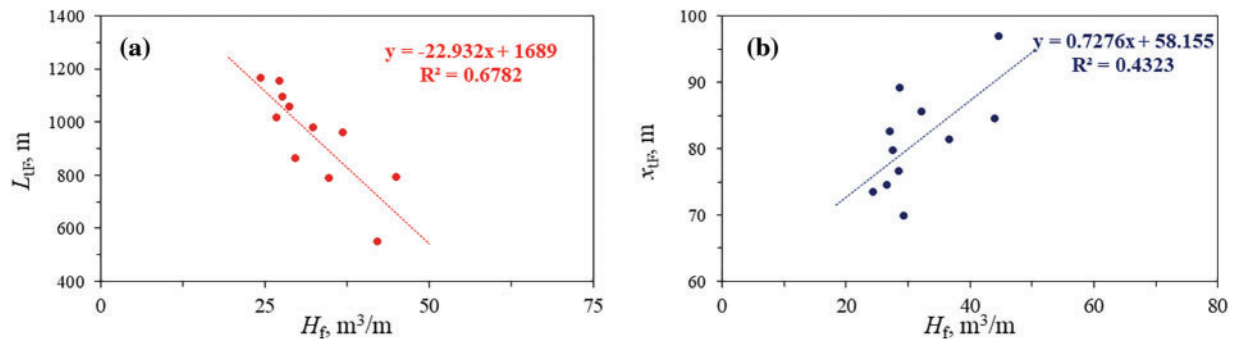 (a)
y = -22.932x + 1689
R² = 0.6782
1400
1200
1000
800
600
400
0
25
50
75
L_tF, m
H_f, m³/m
(b)
y = 0.7276x + 58.155
R² = 0.4323
100
90
80
70
60
0
20
40
60
80
x_tF, m
H_f, m³/m